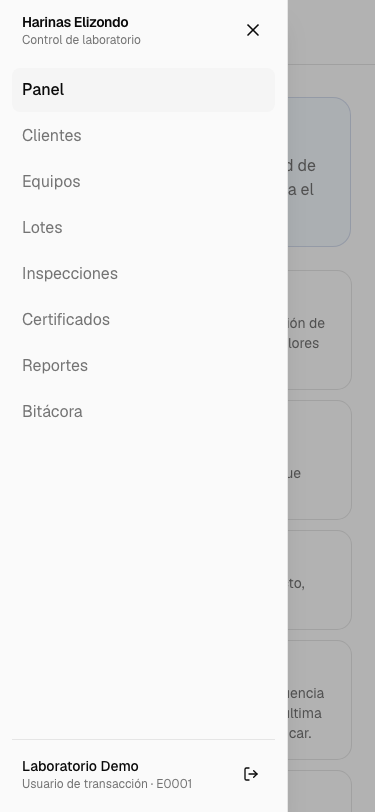 Harinas Elizondo
Control de laboratorio
Panel
Clientes
Equipos
Lotes
Inspecciones
Certificados
Reportes
Bitácora
d de
a el
ión de
lores
ue
to,
uencia
última
car.
Laboratorio Demo
Usuario de transacción · E0001